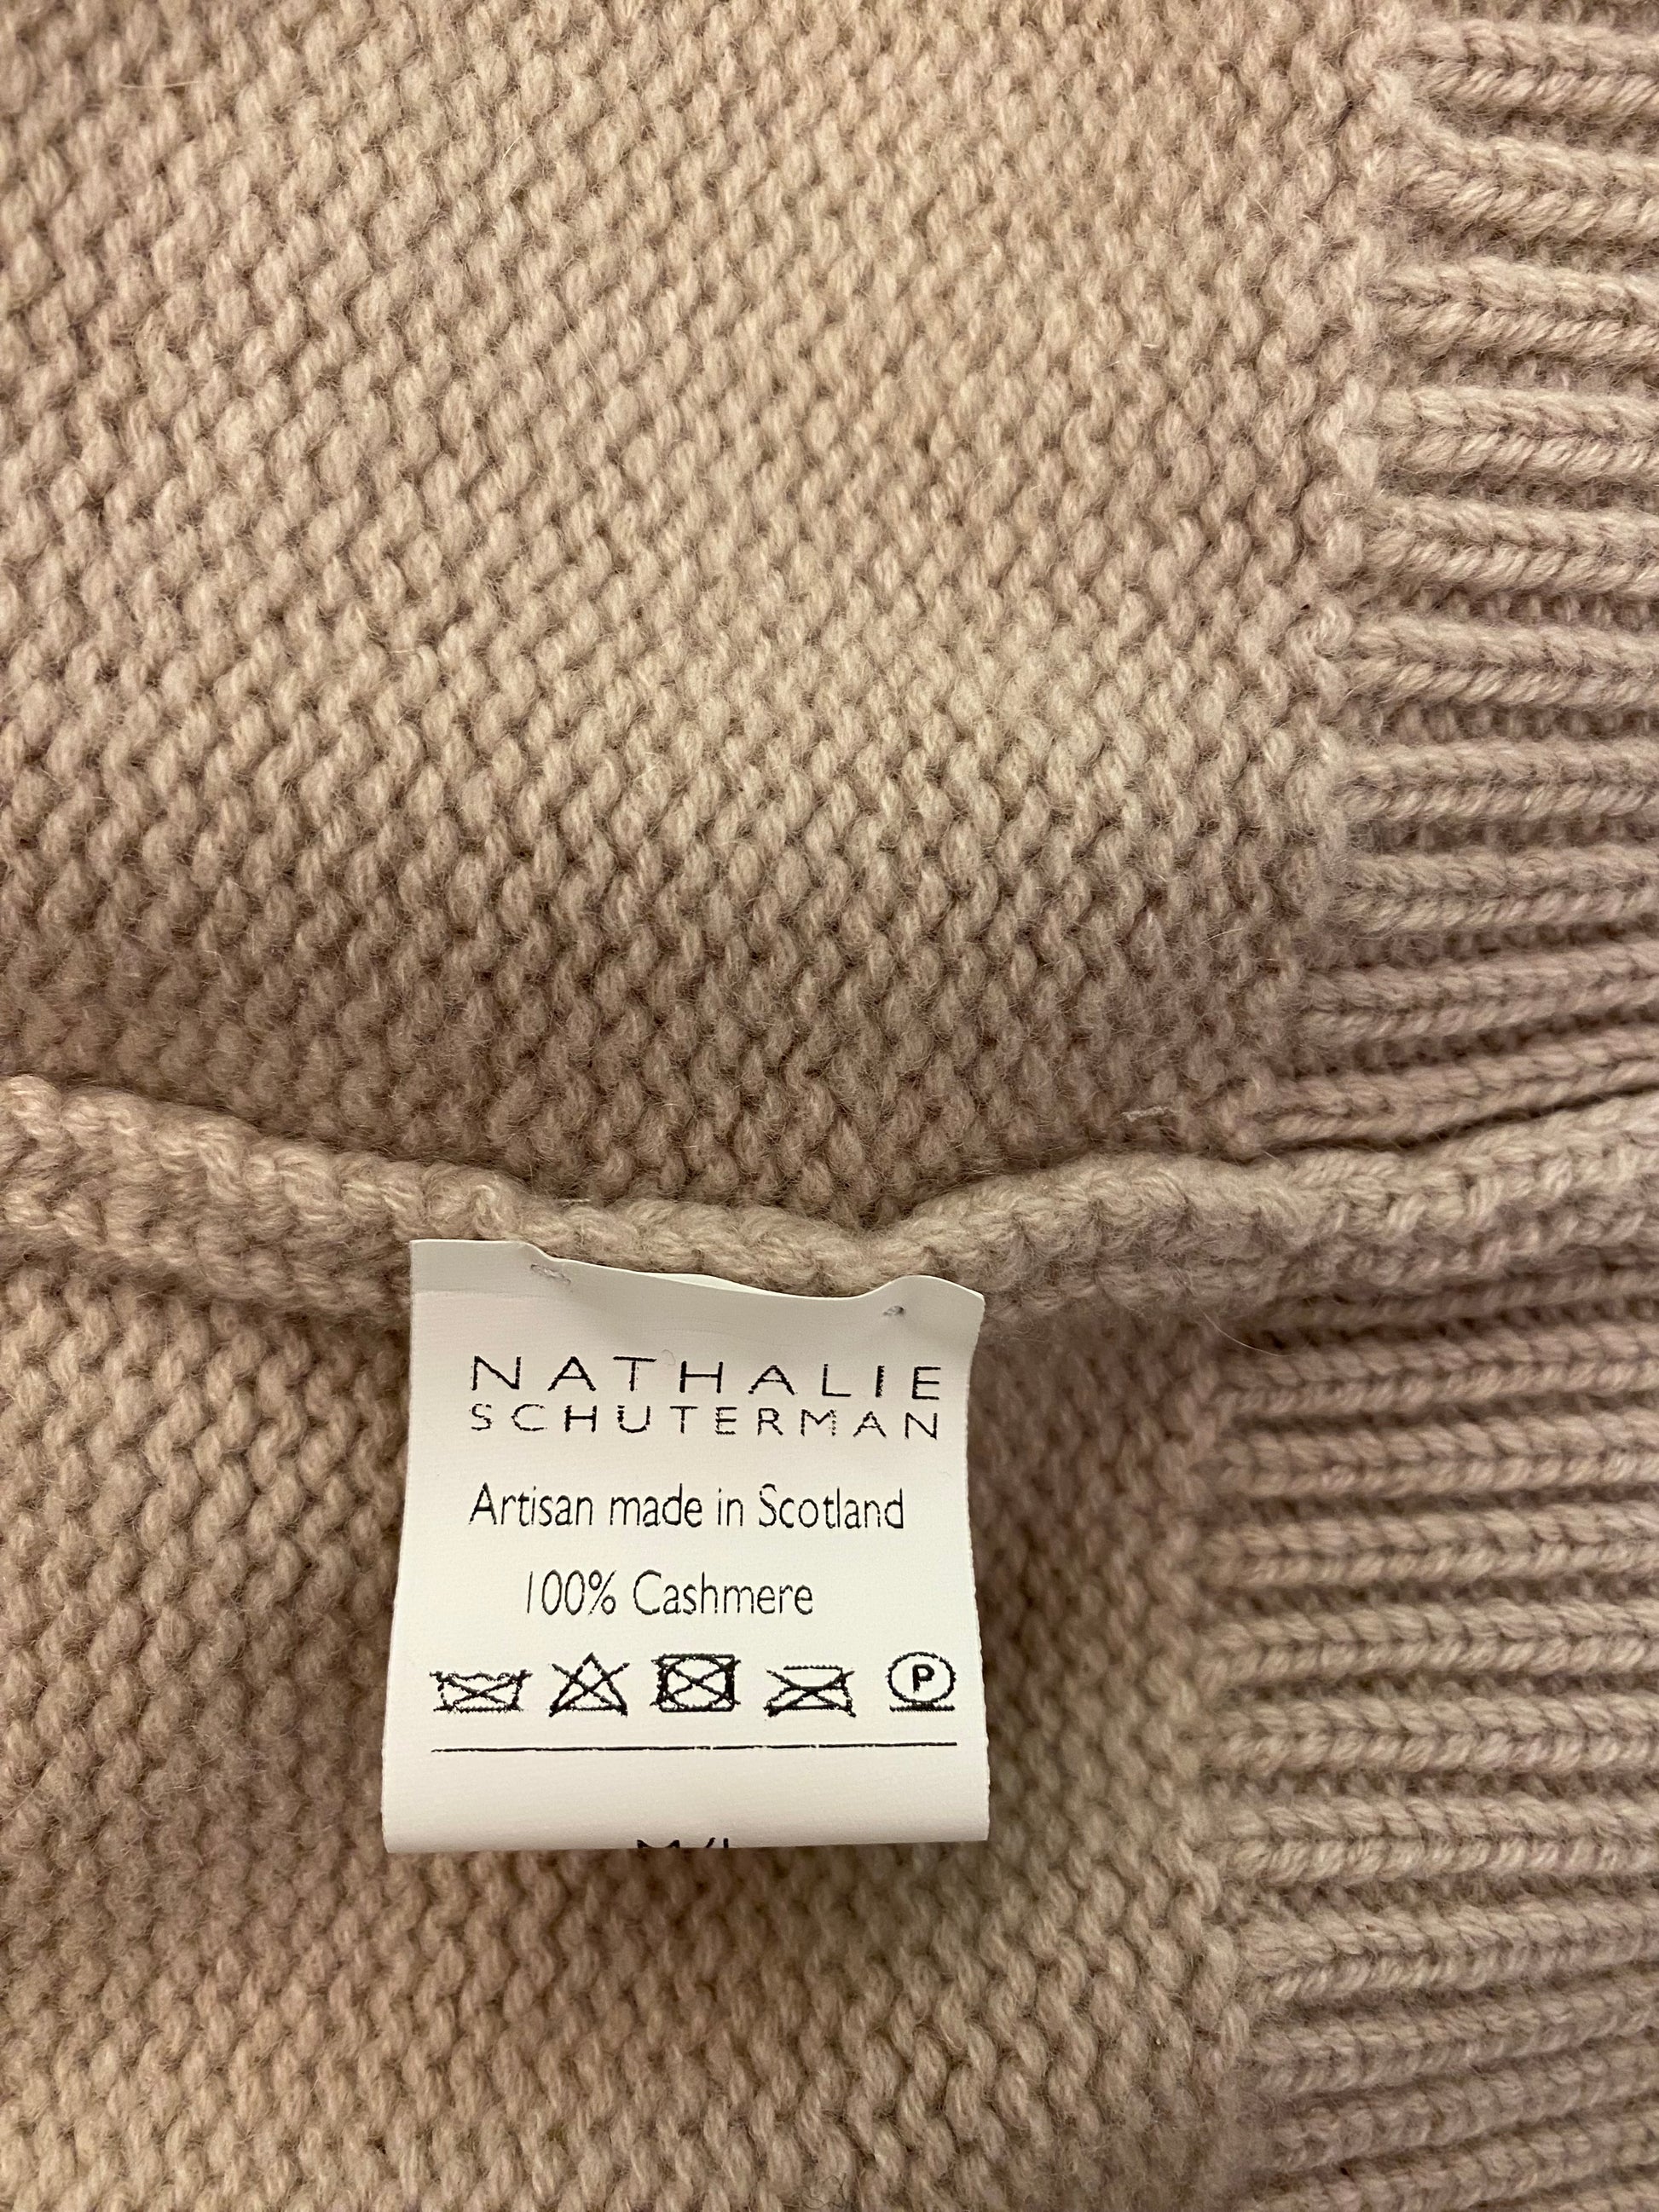 NATHALIE
SCHUTERMAN
Artisan made in Scotland
100% Cashmere
P